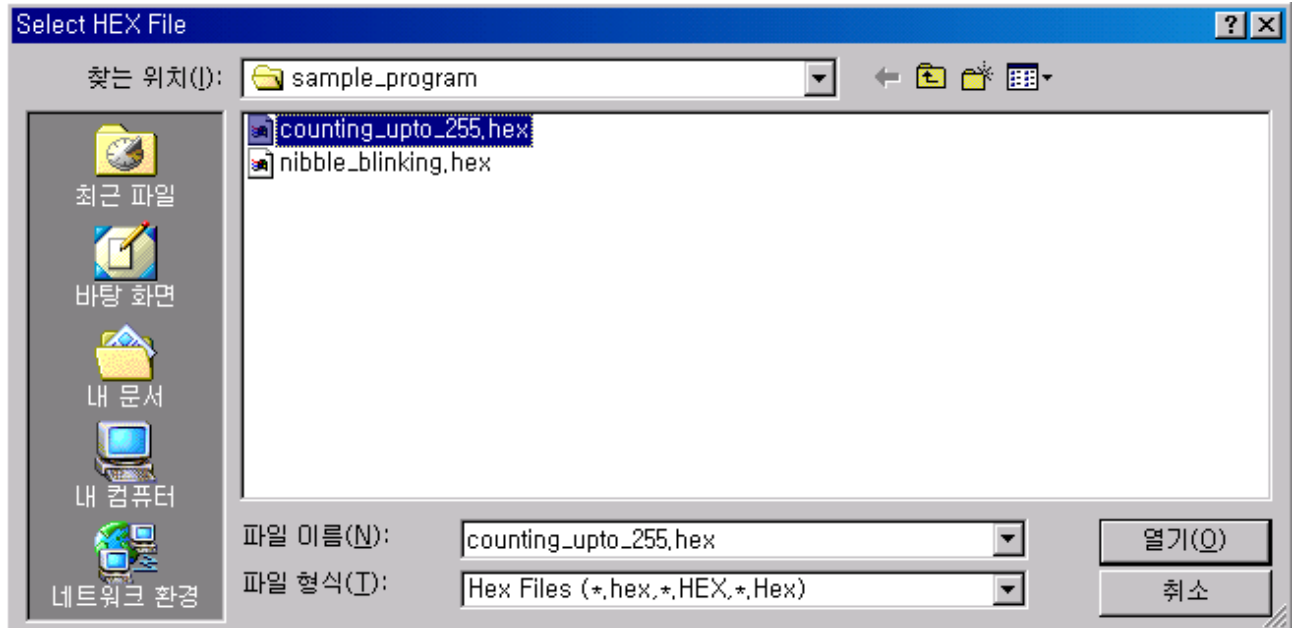 Select HEX File
찾는 위치(I):
sample_program
counting_upto_255.hex
nibble_blinking.hex
최근 파일
바탕 화면
내 문서
내 컴퓨터
네트워크 환경
파일 이름(N):
counting_upto_255.hex
열기(O)
파일 형식(T):
Hex Files (*.hex,*.HEX,*.Hex)
취소